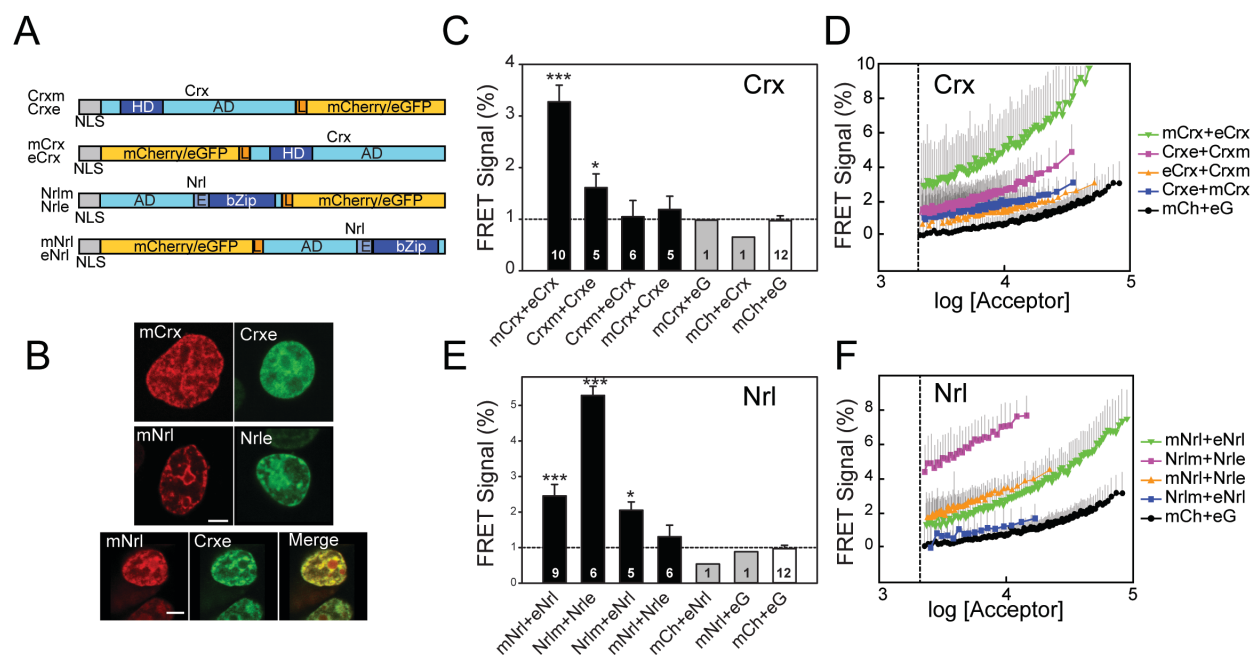 A
Crx
Crxm
Crxe
HD
AD
L
mCherry/eGFP
NLS
Crx
mCrx
eCrx
mCherry/eGFP
L
HD
AD
NLS
Nrl
Nrlm
Nrle
AD
E
bZip
L
mCherry/eGFP
NLS
Nrl
mNrl
eNrl
mCherry/eGFP
L
AD
E
bZip
NLS
B
mCrx
Crxe
mNrl
Nrle
mNrl
Crxe
Merge
C
Crx
FRET Signal (%)
4
3
2
1
0
***
*
10
5
6
5
1
1
12
mCrx+eCrx
Crxm+Crxe
Crxm+eCrx
mCrx+Crxe
mCrx+eG
mCh+eCrx
mCh+eG
D
Crx
FRET Signal (%)
10
8
6
4
2
0
3
4
5
log [Acceptor]
mCrx+eCrx
Crxe+Crxm
eCrx+Crxm
Crxe+mCrx
mCh+eG
E
Nrl
FRET Signal (%)
5
4
3
2
1
0
***
***
*
9
6
5
6
1
1
12
mNrl+eNrl
Nrlm+Nrle
Nrlm+eNrl
mNrl+Nrle
mCh+eNrl
mNrl+eG
mCh+eG
F
Nrl
FRET Signal (%)
8
6
4
2
0
3
4
5
log [Acceptor]
mNrl+eNrl
Nrlm+Nrle
mNrl+Nrle
Nrlm+eNrl
mCh+eG